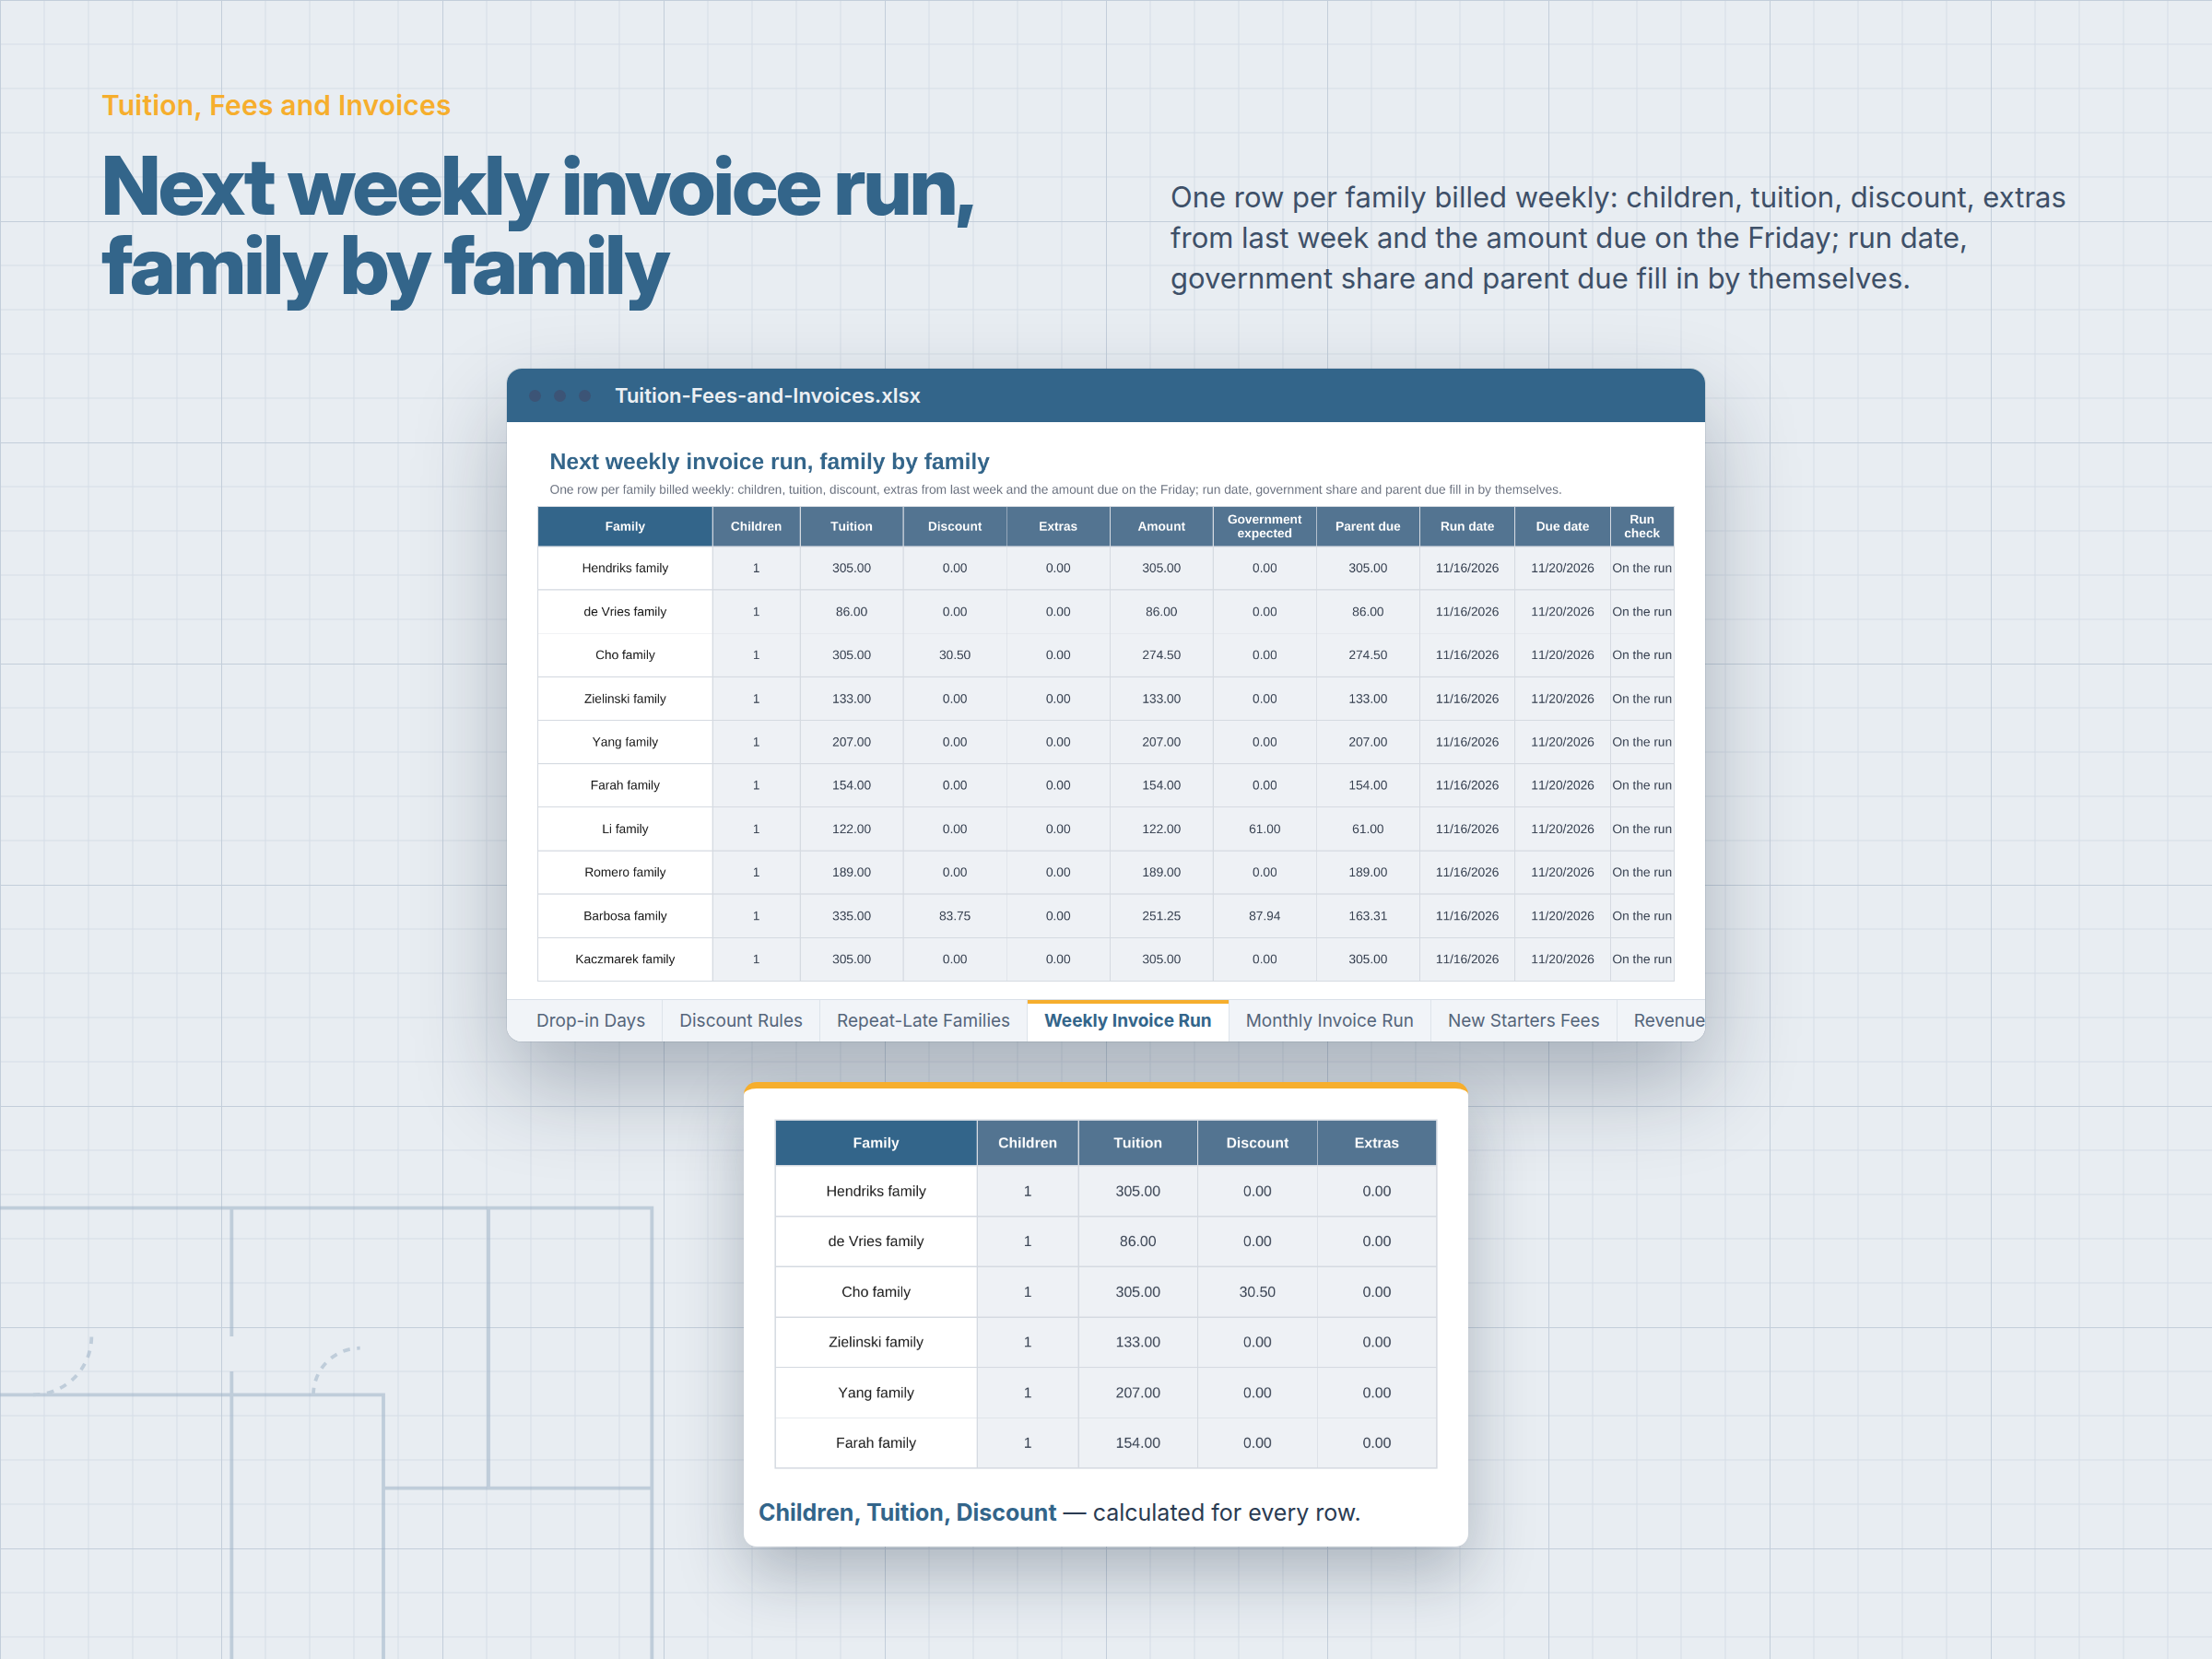 Tuition, Fees and Invoices
Next weekly invoice run,
family by family
One row per family billed weekly: children, tuition, discount, extras
from last week and the amount due on the Friday; run date,
government share and parent due fill in by themselves.
Tuition-Fees-and-Invoices.xlsx
Next weekly invoice run, family by family
One row per family billed weekly: children, tuition, discount, extras from last week and the amount due on the Friday; run date, government share and parent due fill in by themselves.
Family Children Tuition Discount Extras Amount Government expected Parent due Run date Due date Run check
Hendriks family 1 305.00 0.00 0.00 305.00 0.00 305.00 11/16/2026 11/20/2026 On the run
de Vries family 1 86.00 0.00 0.00 86.00 0.00 86.00 11/16/2026 11/20/2026 On the run
Cho family 1 305.00 30.50 0.00 274.50 0.00 274.50 11/16/2026 11/20/2026 On the run
Zielinski family 1 133.00 0.00 0.00 133.00 0.00 133.00 11/16/2026 11/20/2026 On the run
Yang family 1 207.00 0.00 0.00 207.00 0.00 207.00 11/16/2026 11/20/2026 On the run
Farah family 1 154.00 0.00 0.00 154.00 0.00 154.00 11/16/2026 11/20/2026 On the run
Li family 1 122.00 0.00 0.00 122.00 61.00 61.00 11/16/2026 11/20/2026 On the run
Romero family 1 189.00 0.00 0.00 189.00 0.00 189.00 11/16/2026 11/20/2026 On the run
Barbosa family 1 335.00 83.75 0.00 251.25 87.94 163.31 11/16/2026 11/20/2026 On the run
Kaczmarek family 1 305.00 0.00 0.00 305.00 0.00 305.00 11/16/2026 11/20/2026 On the run
Drop-in Days Discount Rules Repeat-Late Families Weekly Invoice Run Monthly Invoice Run New Starters Fees Revenue
Family Children Tuition Discount Extras
Hendriks family 1 305.00 0.00 0.00
de Vries family 1 86.00 0.00 0.00
Cho family 1 305.00 30.50 0.00
Zielinski family 1 133.00 0.00 0.00
Yang family 1 207.00 0.00 0.00
Farah family 1 154.00 0.00 0.00
Children, Tuition, Discount — calculated for every row.